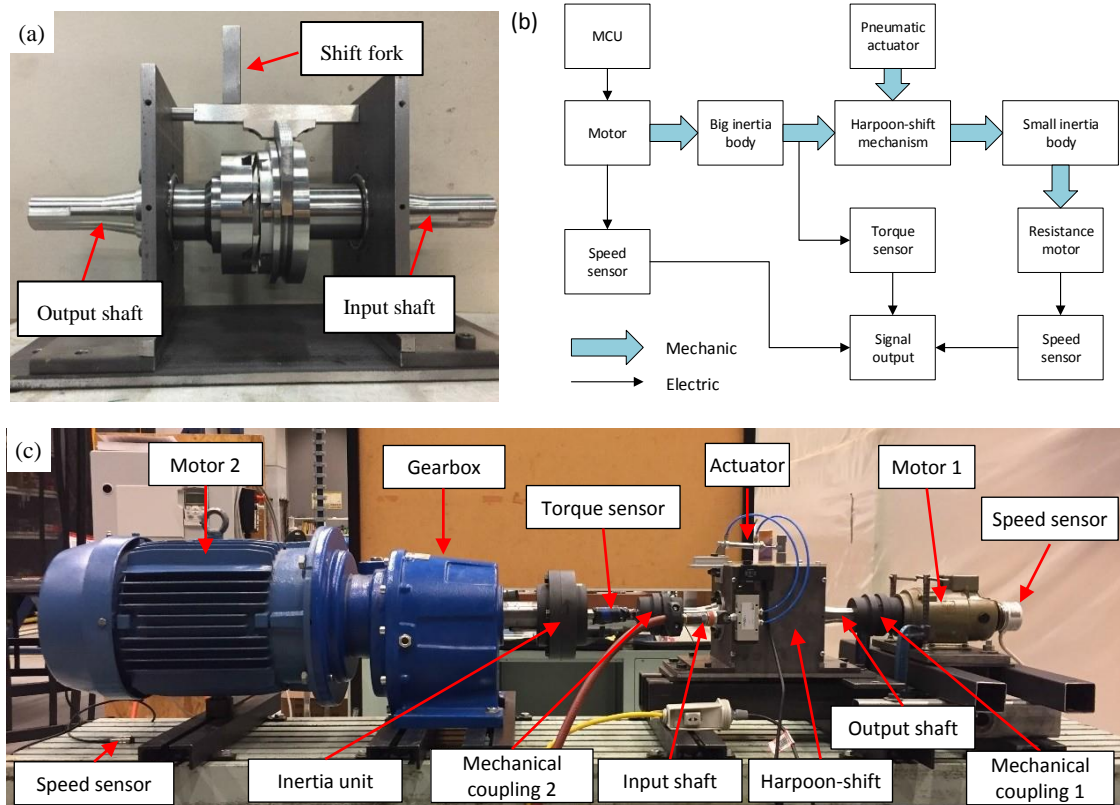 (a)
Shift fork
Output shaft
Input shaft
(b)
MCU
Pneumatic
actuator
Motor
Big inertia
body
Harpoon-shift
mechanism
Small inertia
body
Speed
sensor
Torque
sensor
Resistance
motor
Signal
output
Speed
sensor
Mechanic
Electric
(c)
Motor 2
Gearbox
Torque sensor
Actuator
Motor 1
Speed sensor
Speed sensor
Inertia unit
Mechanical
coupling 2
Input shaft
Harpoon-shift
Output shaft
Mechanical
coupling 1